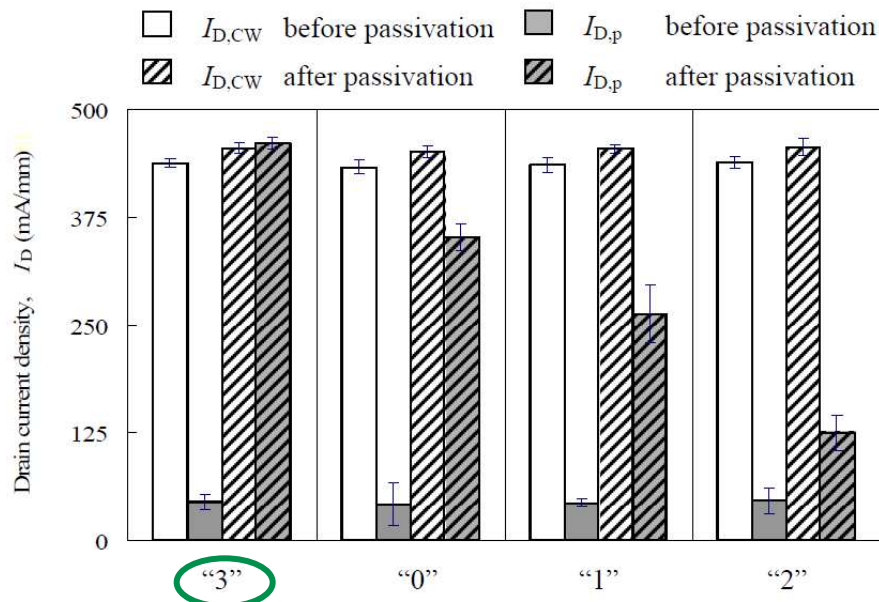 I_D,CW before passivation I_D,p before passivation
I_D,CW after passivation I_D,p after passivation
500
375
250
125
0
Drain current density, I_D (mA/mm)
“3” “0” “1” “2”